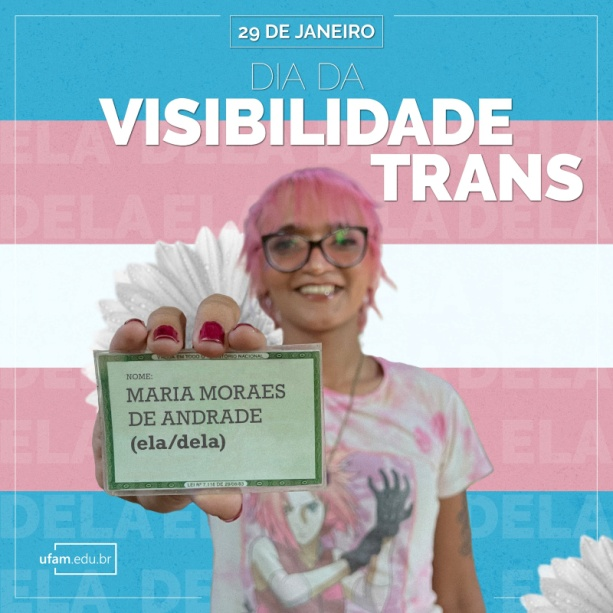 29 DE JANEIRO
DIA DA
VISIBILIDADE
TRANS
NOME:
MARIA MORAES
DE ANDRADE
(ela/dela)
ufam.edu.br